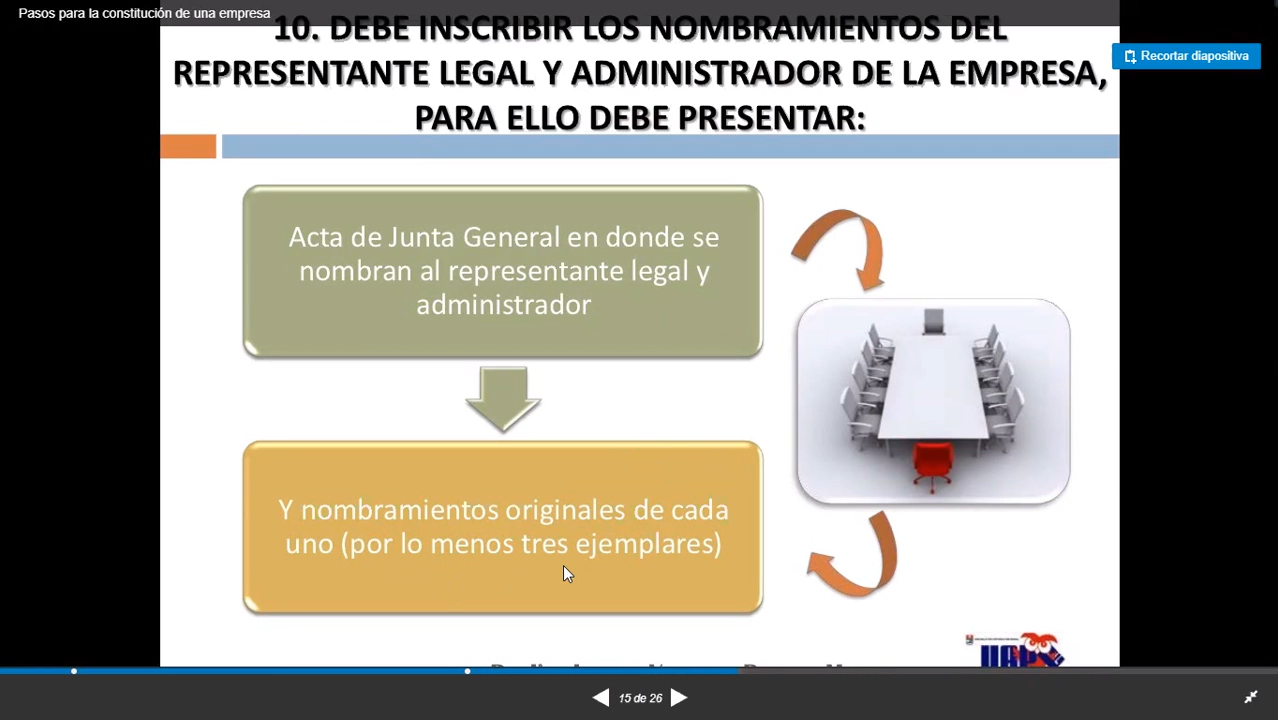 Pasos para la constitución de una empresa
10. DEBE INSCRIBIR LOS NOMBRAMIENTOS DEL
REPRESENTANTE LEGAL Y ADMINISTRADOR DE LA EMPRESA,
PARA ELLO DEBE PRESENTAR:
Recortar diapositiva
Acta de Junta General en donde se
nombran al representante legal y
administrador
Y nombramientos originales de cada
uno (por lo menos tres ejemplares)
15 de 26